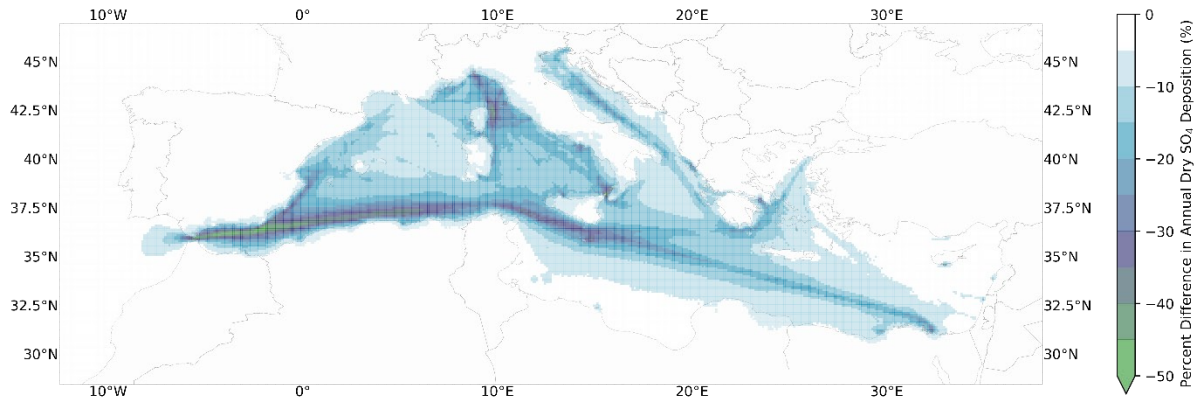 10°W 0° 10°E 20°E 30°E
45°N 45°N
42.5°N 42.5°N
40°N 40°N
37.5°N 37.5°N
35°N 35°N
32.5°N 32.5°N
30°N 30°N
10°W 0° 10°E 20°E 30°E
0
−10
−20
−30
−40
−50
Percent Difference in Annual Dry SO₄ Deposition (%)